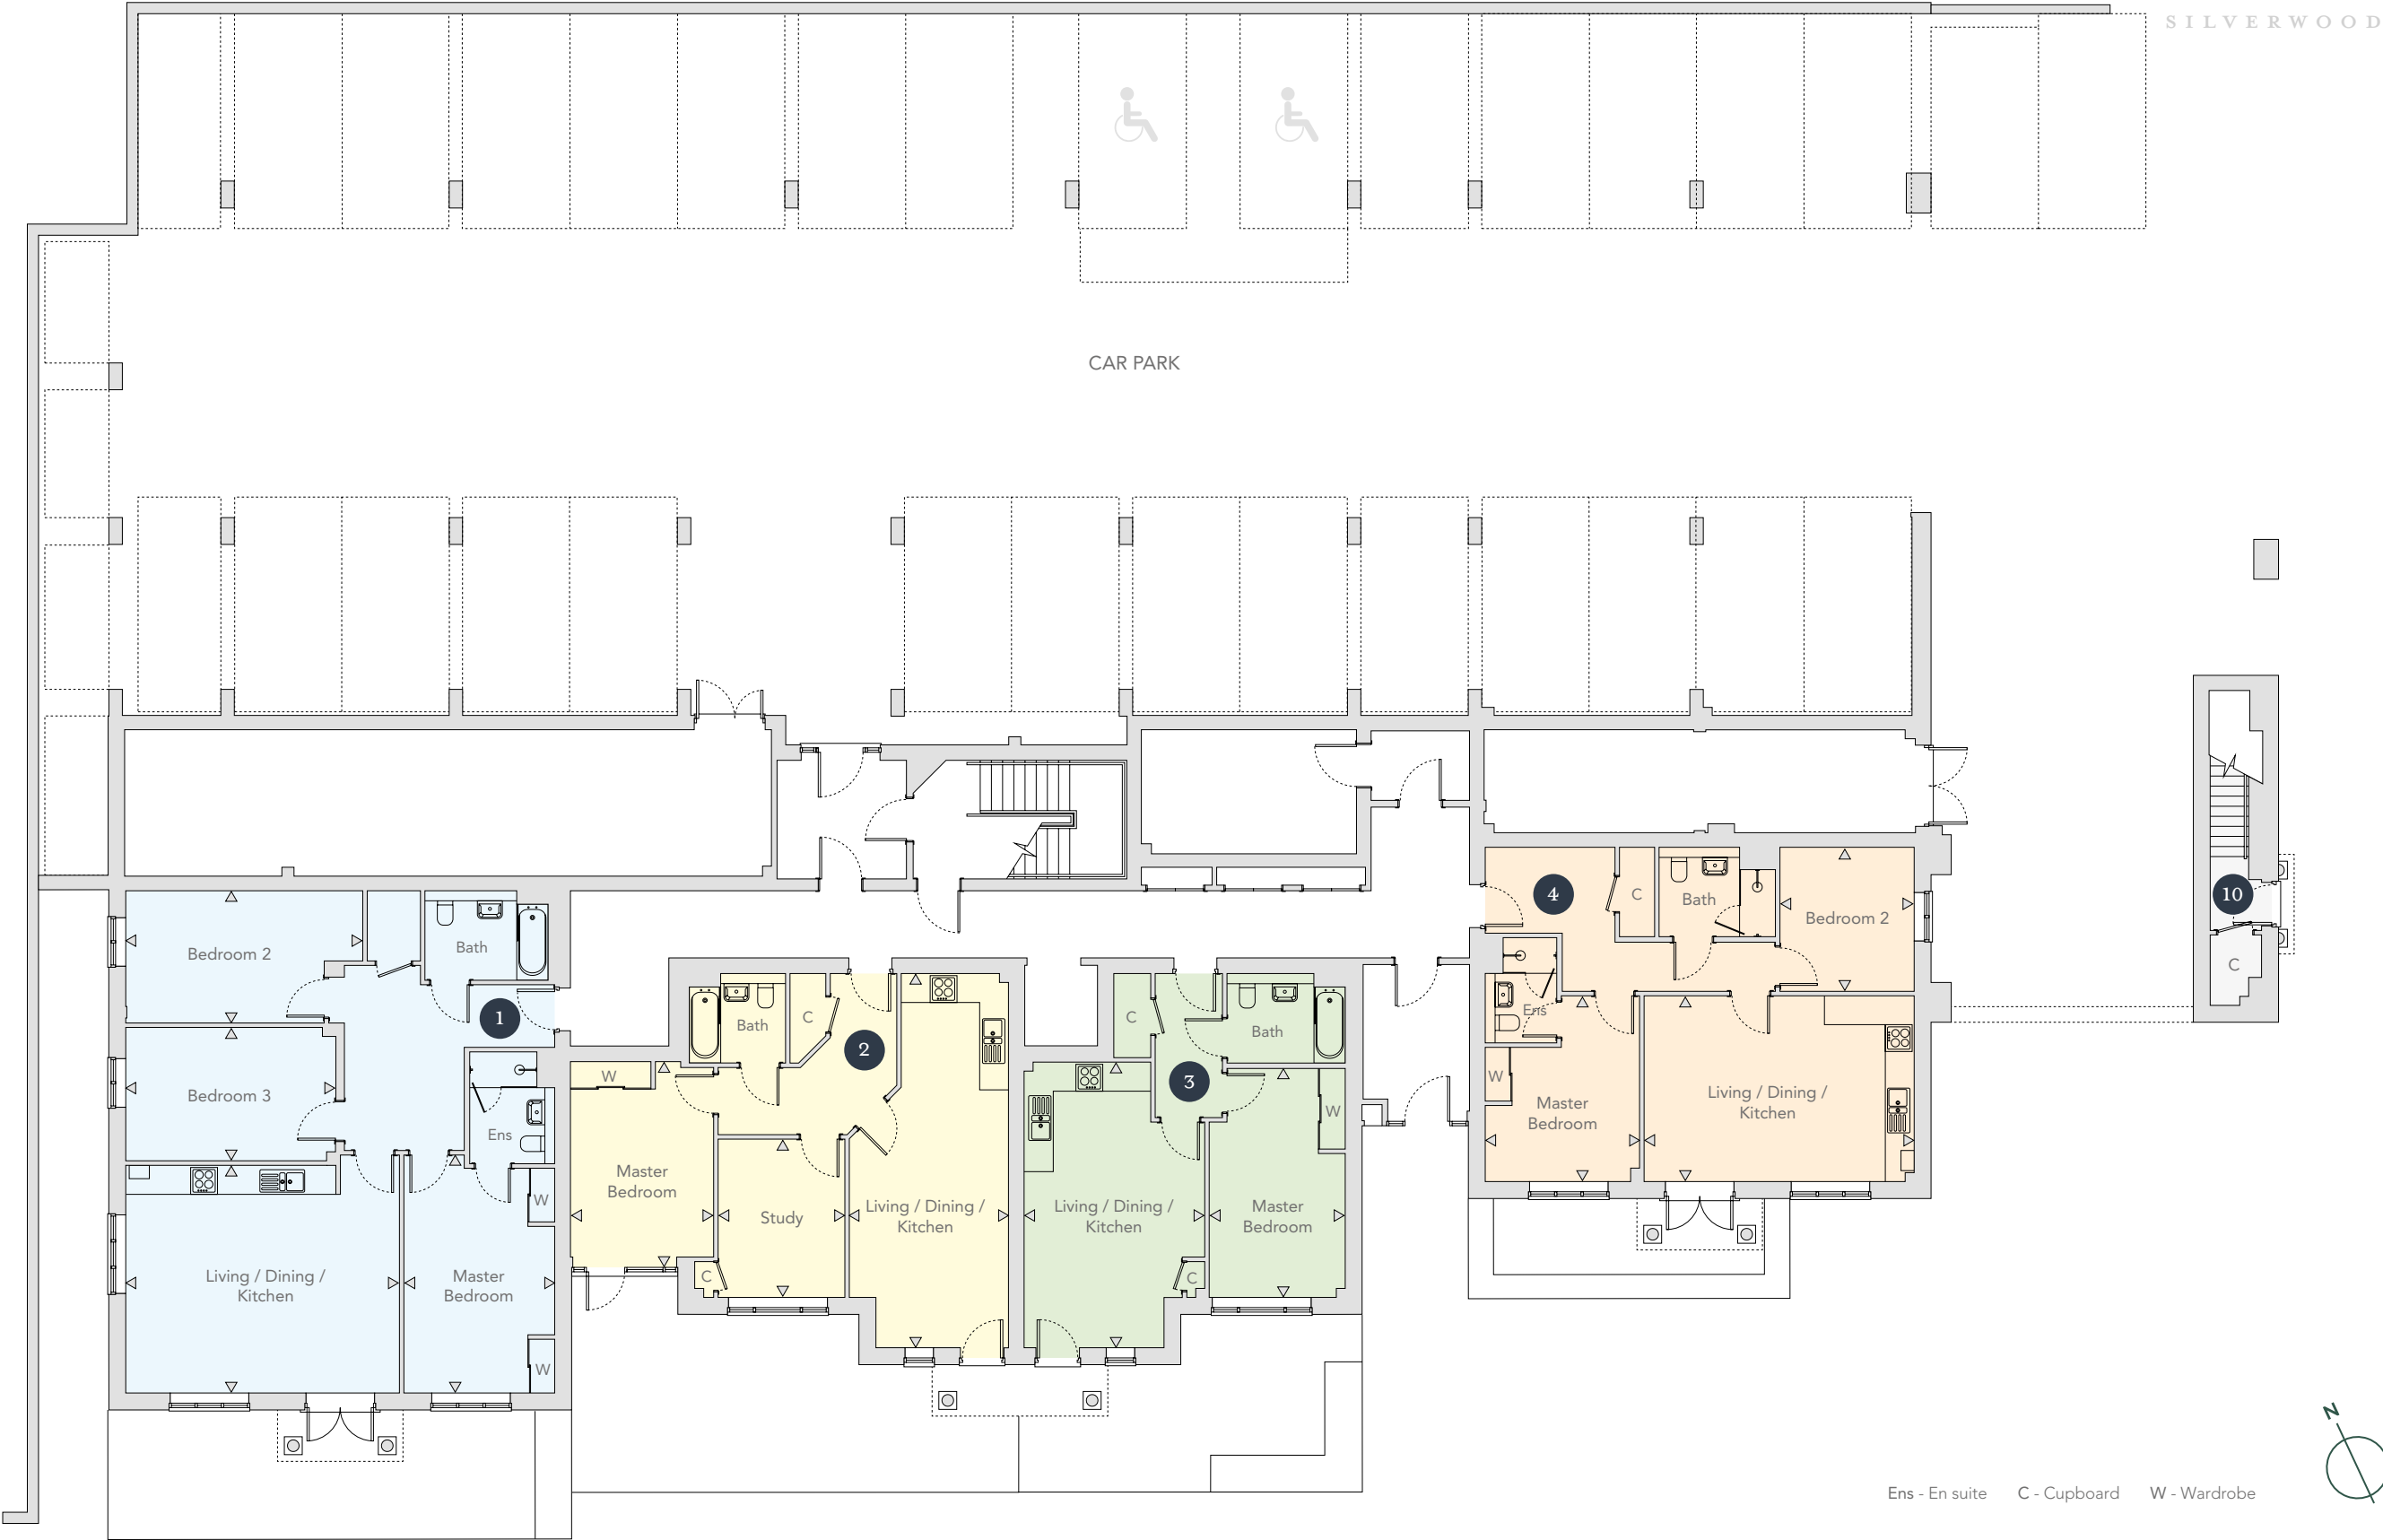 SILVERWOOD
CAR PARK
Bedroom 2
Bath
1
Bedroom 3
Ens
W
Living / Dining /
Kitchen
Master
Bedroom
W
W
Bath
C
2
Master
Bedroom
Study
Living / Dining /
Kitchen
C
C
Bath
3
W
Living / Dining /
Kitchen
Master
Bedroom
C
4
C
Bath
Bedroom 2
Ens
W
Master
Bedroom
Living / Dining /
Kitchen
10
C
N
Ens - En suite C - Cupboard W - Wardrobe